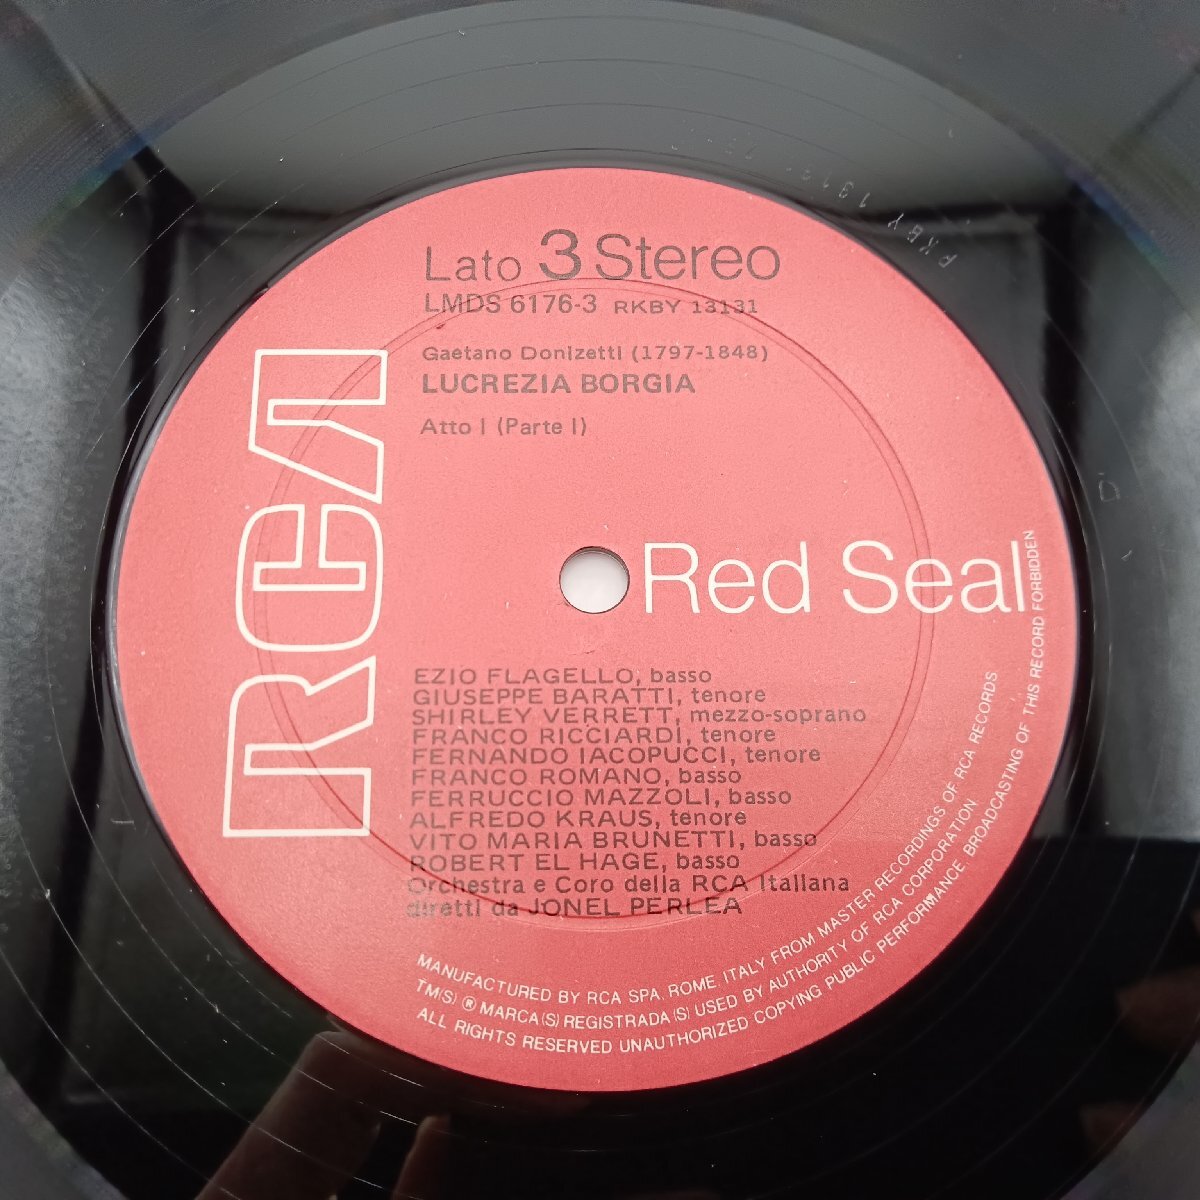 Lato 3 Stereo
LMDS 6176-3 RKBY 13131
Gaetano Donizetti (1797-1848)
LUCREZIA BORGIA
Atto I (Parte I)
RCA
Red Seal
EZIO FLAGELLO, basso
GIUSEPPE BARATTI, tenore
SHIRLEY VERRETT, mezzo-soprano
FRANCO RICCIARDI, tenore
FERNANDO IACOPUCCI, tenore
FRANCO ROMANO, basso
FERRUCCIO MAZZOLI, basso
ALFREDO KRAUS, tenore
VITO MARIA BRUNETTI, basso
ROBERT EL HAGE, basso
Orchestra e Coro della RCA Italiana
diretti da JONEL PERLEA
MANUFACTURED BY RCA SPA, ROME, ITALY FROM MASTER RECORDINGS OF RCA RECORDS
TM(S) ® MARCA(S) REGISTRADA(S) USED BY AUTHORITY OF RCA CORPORATION
ALL RIGHTS RESERVED UNAUTHORIZED COPYING PUBLIC PERFORMANCE, BROADCASTING OF THIS RECORD FORBIDDEN